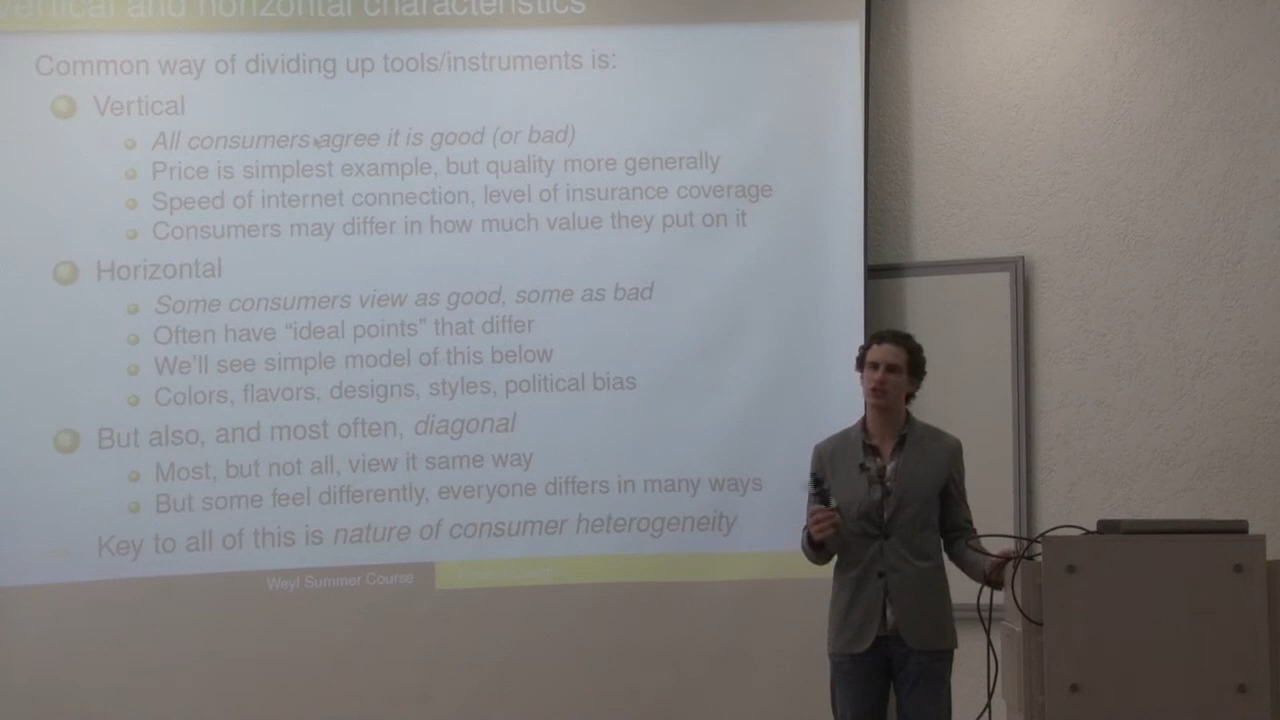 Vertical and horizontal characteristics
Common way of dividing up tools/instruments is:
Vertical
All consumers agree it is good (or bad)
Price is simplest example, but quality more generally
Speed of internet connection, level of insurance coverage
Consumers may differ in how much value they put on it
Horizontal
Some consumers view as good, some as bad
Often have “ideal points” that differ
We'll see simple model of this below
Colors, flavors, designs, styles, political bias
But also, and most often, diagonal
Most, but not all, view it same way
But some feel differently, everyone differs in many ways
Key to all of this is nature of consumer heterogeneity
Weyl Summer Course